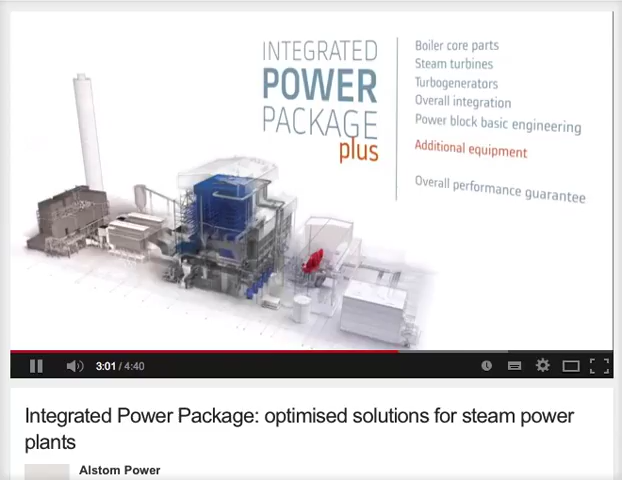 INTEGRATED
POWER
PACKAGE
plus
Boiler core parts
Steam turbines
Turbogenerators
Overall integration
Power block basic engineering
Additional equipment
Overall performance guarantee
3:01 / 4:40
Integrated Power Package: optimised solutions for steam power
plants
Alstom Power